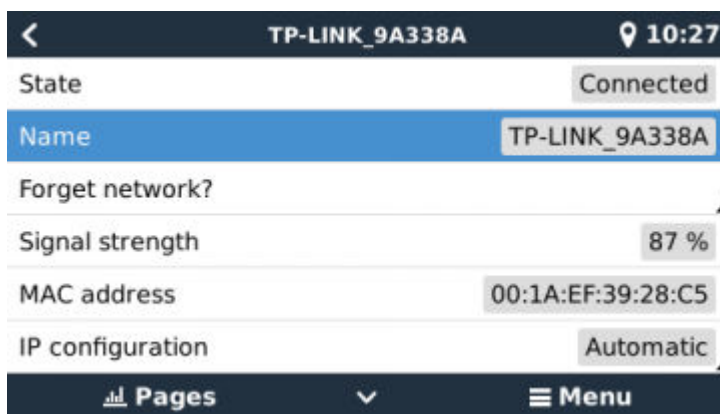 TP-LINK_9A338A 10:27
State Connected
Name TP-LINK_9A338A
Forget network?
Signal strength 87 %
MAC address 00:1A:EF:39:28:C5
IP configuration Automatic
Pages Menu